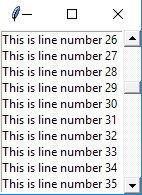 This is line number 26
This is line number 27
This is line number 28
This is line number 29
This is line number 30
This is line number 31
This is line number 32
This is line number 33
This is line number 34
This is line number 35